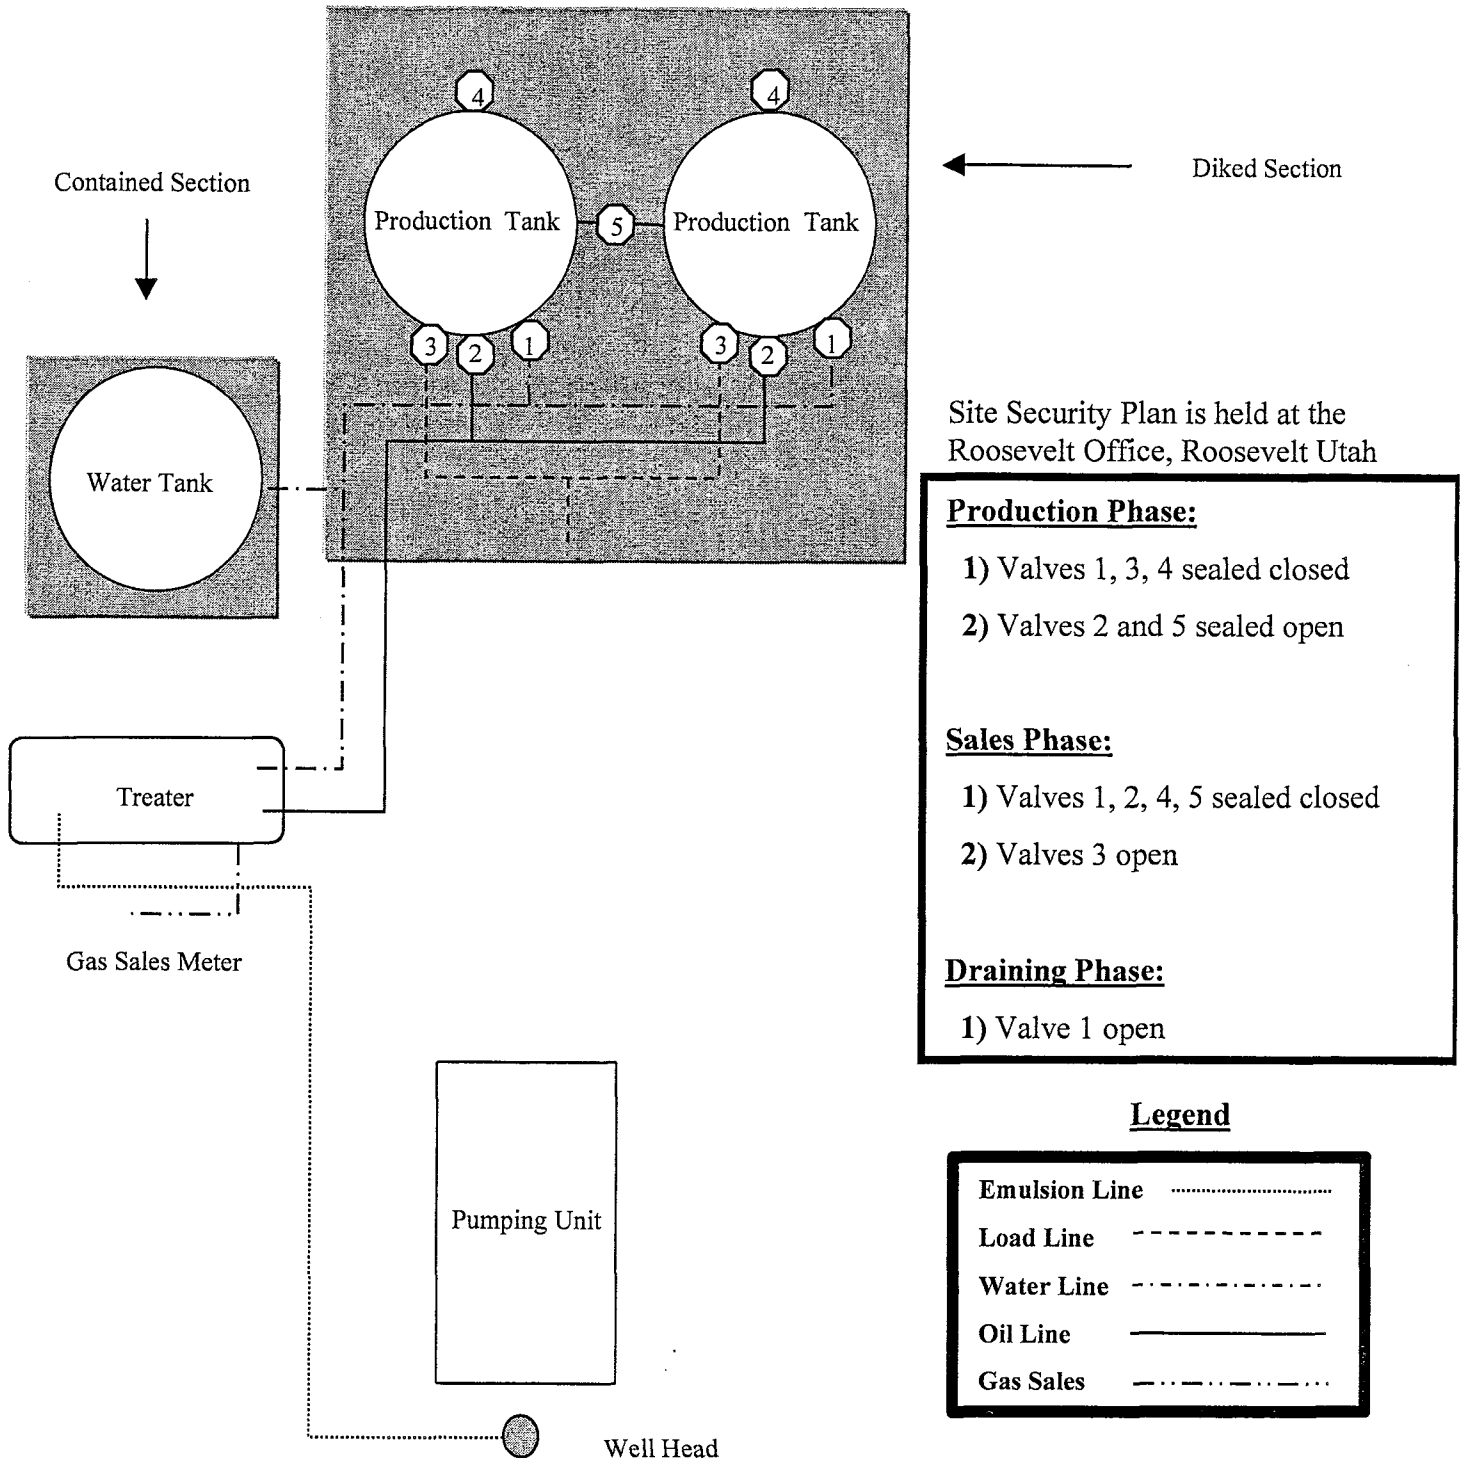 4
4
Contained Section
Diked Section
Production Tank
5
Production Tank
3
2
1
3
2
1
Water Tank
Site Security Plan is held at the
Roosevelt Office, Roosevelt Utah
Production Phase:
1) Valves 1, 3, 4 sealed closed
2) Valves 2 and 5 sealed open
Sales Phase:
1) Valves 1, 2, 4, 5 sealed closed
2) Valves 3 open
Draining Phase:
1) Valve 1 open
Treater
Gas Sales Meter
Pumping Unit
Well Head
Legend
Emulsion Line
Load Line
Water Line
Oil Line
Gas Sales